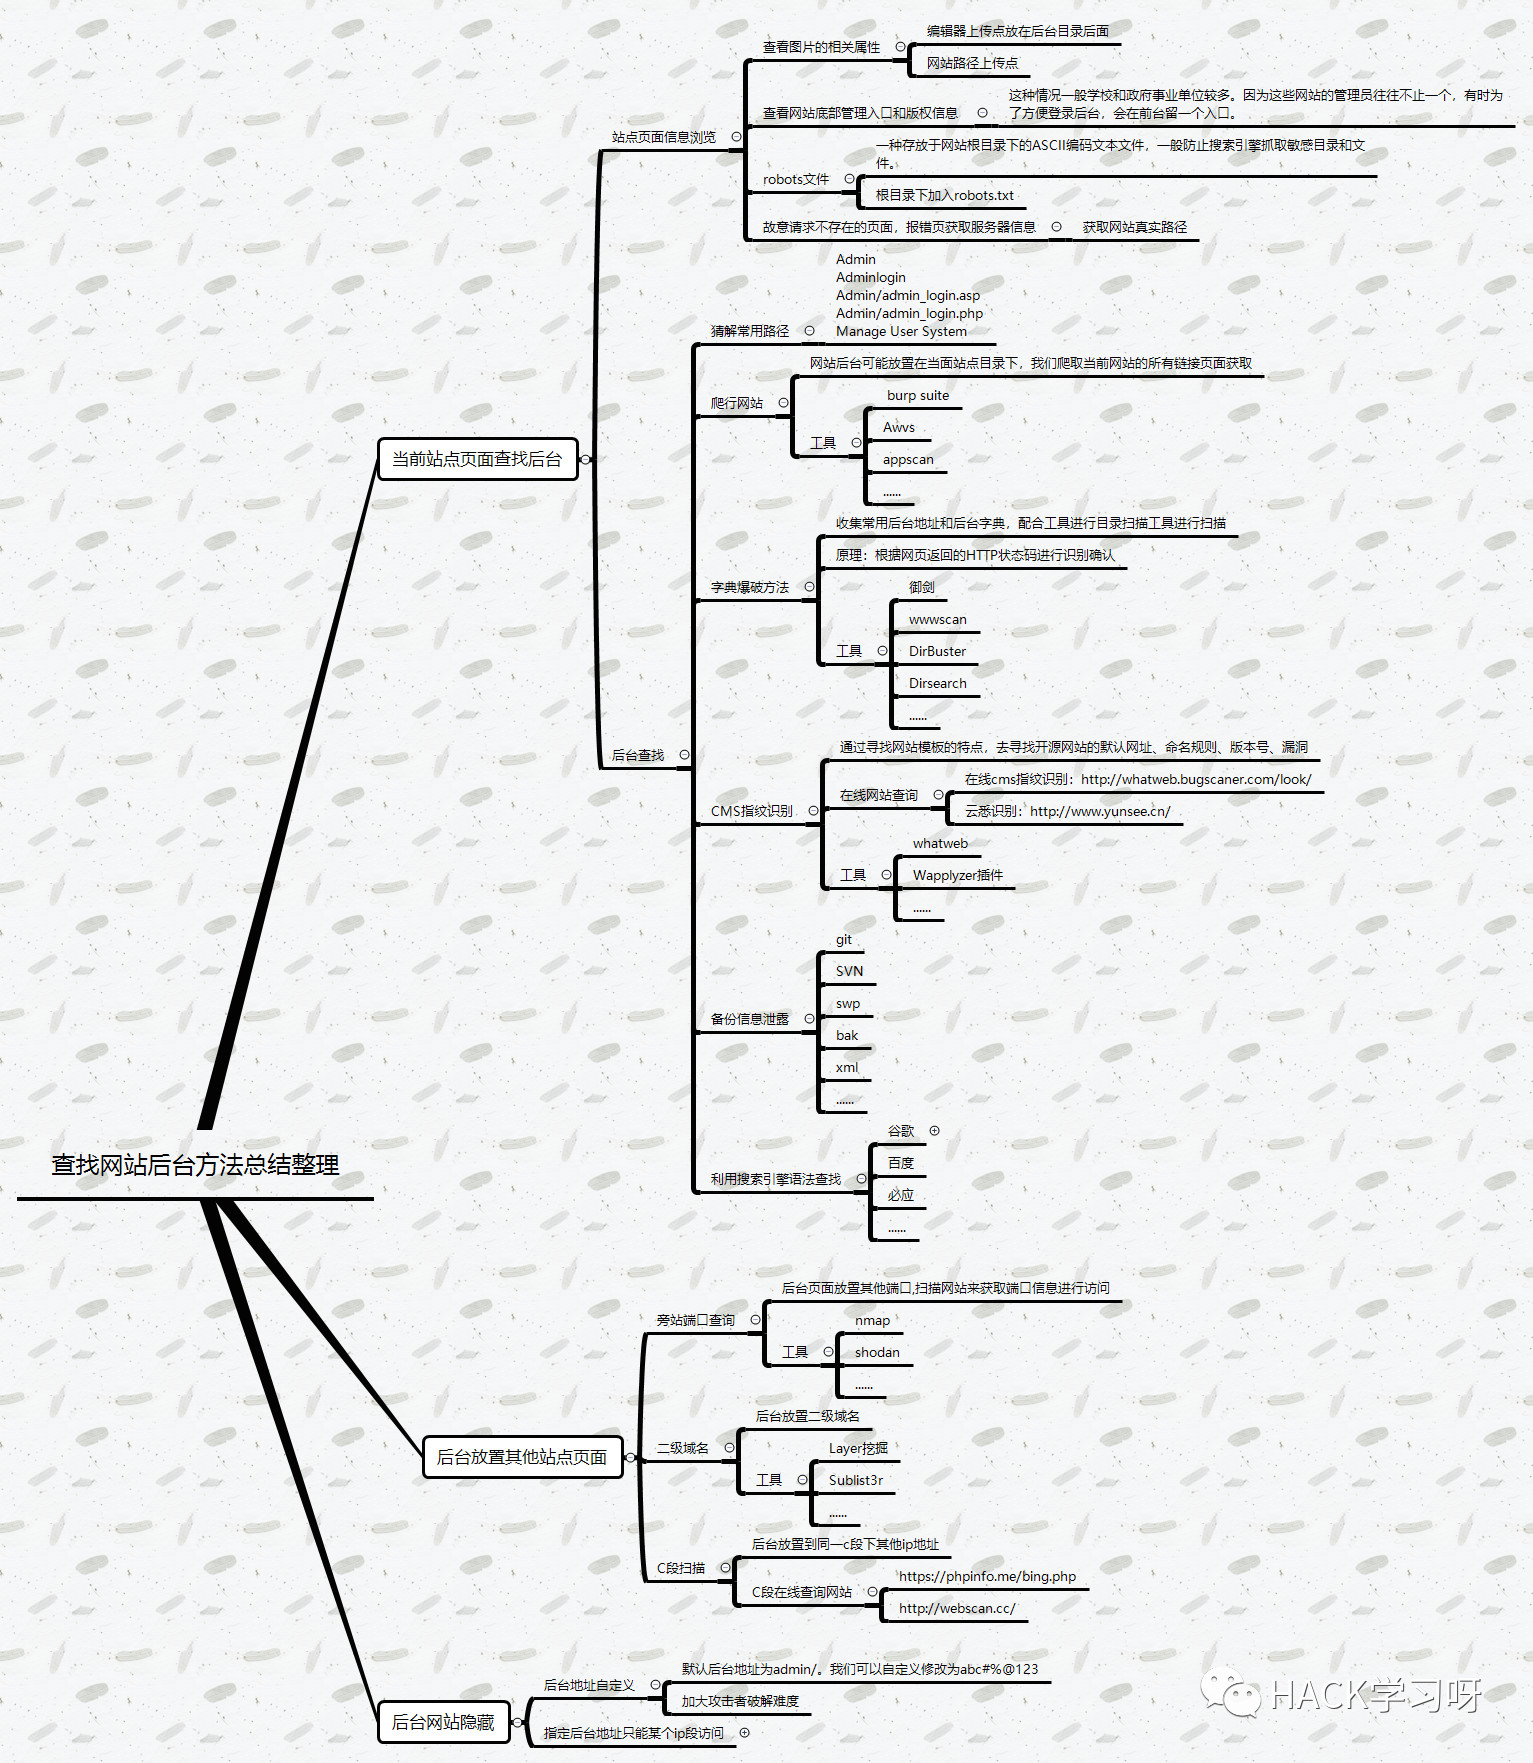 编辑器上传点放在后台目录后面
查看图片的相关属性
网站路径上传点
这种情况一般学校和政府事业单位较多。因为这些网站的管理员往往不止一个，有时为
了方便登录后台，会在前台留一个入口。
查看网站底部管理入口和版权信息
站点页面信息浏览
一种存放于网站根目录下的ASCII编码文本文件，一般防止搜索引擎抓取敏感目录和文
件。
robots文件
根目录下加入robots.txt
故意请求不存在的页面，报错页获取服务器信息
获取网站真实路径
Admin
Adminlogin
Admin/admin_login.asp
Admin/admin_login.php
Manage User System
猜解常用路径
网站后台可能放置在当面站点目录下，我们爬取当前网站的所有链接页面获取
爬行网站
burp suite
Awvs
工具
appscan
......
当前站点页面查找后台
收集常用后台地址和后台字典，配合工具进行目录扫描工具进行扫描
原理：根据网页返回的HTTP状态码进行识别确认
字典爆破方法
御剑
wwwscan
工具
DirBuster
Dirsearch
......
后台查找
通过寻找网站模板的特点，去寻找开源网站的默认网址、命名规则、版本号、漏洞
在线cms指纹识别：http://whatweb.bugscaner.com/look/
在线网站查询
云悉识别：http://www.yunsee.cn/
CMS指纹识别
whatweb
工具
Wapplyzer插件
......
git
SVN
swp
备份信息泄露
bak
xml
......
谷歌
百度
利用搜索引擎语法查找
必应
......
查找网站后台方法总结整理
后台页面放置其他端口,扫描网站来获取端口信息进行访问
旁站端口查询
nmap
工具
shodan
......
后台放置二级域名
二级域名
Layer挖掘
工具
Sublist3r
......
后台放置其他站点页面
后台放置到同一c段下其他ip地址
C段扫描
https://phpinfo.me/bing.php
C段在线查询网站
http://webscan.cc/
默认后台地址为admin/。我们可以自定义修改为abc#%@123
后台地址自定义
加大攻击者破解难度
后台网站隐藏
指定后台地址只能某个ip段访问
HACK学习呀